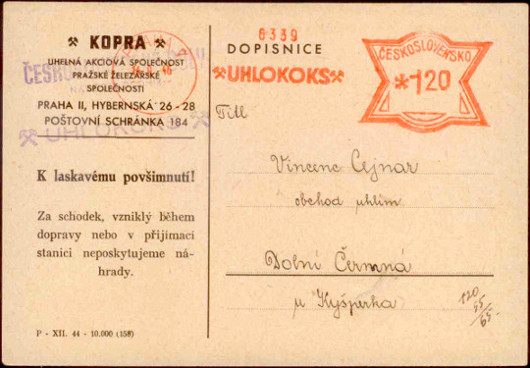 ⚒ KOPRA ⚒
UHELNÁ AKCIOVÁ SPOLEČNOST
PRAŽSKÉ ŽELEZÁŘSKÉ
SPOLEČNOSTI
PRAHA II, HYBERNSKÁ 26 - 28
POŠTOVNÍ SCHRÁNKA 184
⚒ UHLOKOKS ⚒
K laskavému povšimnutí!
Za schodek, vzniklý během
dopravy nebo v přijímací
stanici neposkytujeme ná-
hrady.
P - XII. 44 - 10.000 (158)
6339
DOPISNICE
⚒UHLOKOKS⚒
ČESKOSLOVENSKO
*120
Titl
Vincenc Cejnar
obchod uhlím
Dolní Čermná
u Kyšperka
120
55
/65